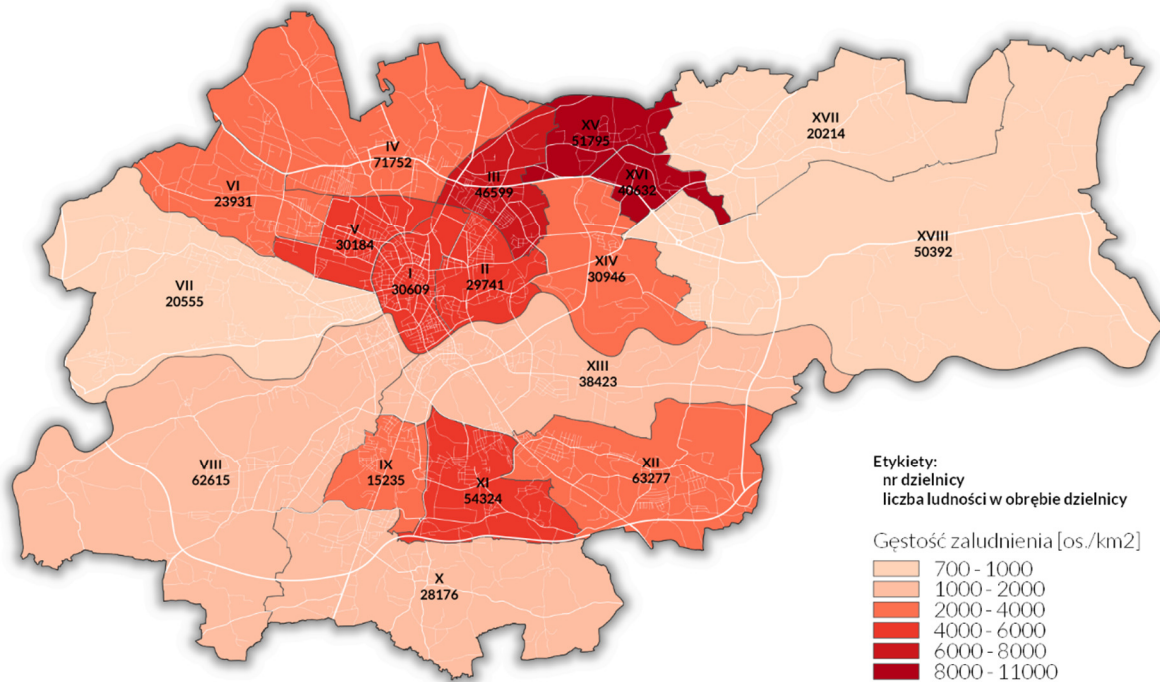 XV
51795
XVII
20214
IV
71752
III
46599
XVI
40632
VI
23931
V
30184
XVIII
50392
XIV
30946
I
30609
II
29741
VII
20555
XIII
38423
VIII
62615
IX
15235
XI
54324
XII
63277
X
28176
Etykiety:
nr dzielnicy
liczba ludności w obrębie dzielnicy
Gęstość zaludnienia [os./km2]
700 - 1000
1000 - 2000
2000 - 4000
4000 - 6000
6000 - 8000
8000 - 11000